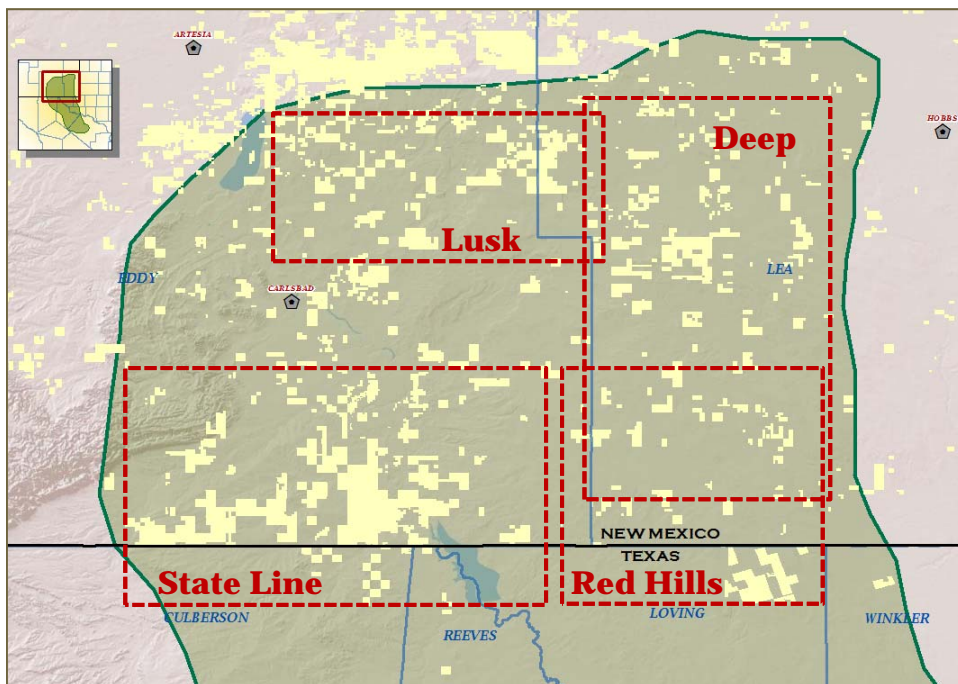 ARTESIA
HOBBS
Deep
Lusk
EDDY
LEA
CARLSBAD
NEW MEXICO
TEXAS
State Line
Red Hills
CULBERSON
REEVES
LOVING
WINKLER